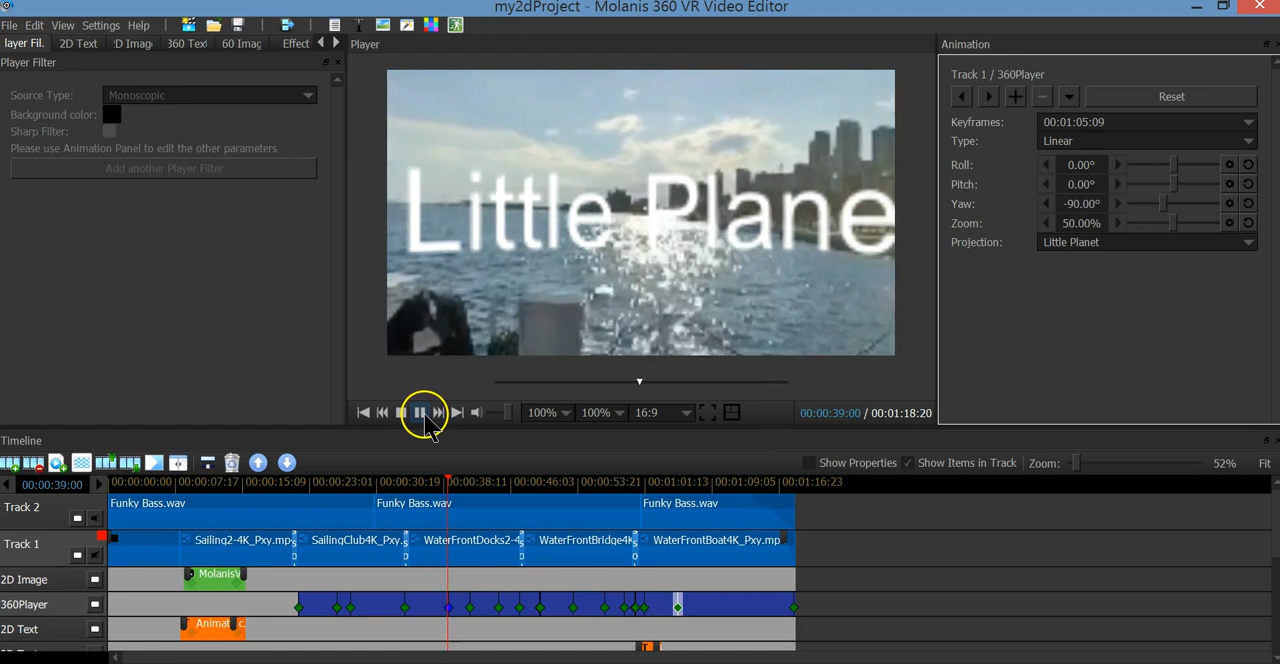 my2dProject - Molanis 360 VR Video Editor
File Edit View Settings Help
layer Fil. 2D Text 2D Imag 360 Text 60 Imag Effect
Player
Animation
Player Filter
Source Type: Monoscopic
Background color:
Sharp Filter:
Please use Animation Panel to edit the other parameters
Add another Player Filter
Little Plane
Track 1 / 360Player
Reset
Keyframes: 00:01:05:09
Type: Linear
Roll: 0.00°
Pitch: 0.00°
Yaw: -90.00°
Zoom: 50.00%
Projection: Little Planet
100% 100% 16:9 00:00:39:00 / 00:01:18:20
Timeline
Show Properties Show Items in Track Zoom: 52% Fit
00:00:39:00 00:00:00:00 00:00:07:17 00:00:15:09 00:00:23:01 00:00:30:19 00:00:38:11 00:00:46:03 00:00:53:21 00:01:01:13 00:01:09:05 00:01:16:23
Track 2 Funky Bass.wav Funky Bass.wav Funky Bass.wav
Track 1 Sailing2-4K_Pxy.mp SailingClub4K_Pxy. WaterFrontDocks2-4 WaterFrontBridge4K WaterFrontBoat4K_Pxy.mp
2D Image MolanisV
360Player
2D Text Animat c.